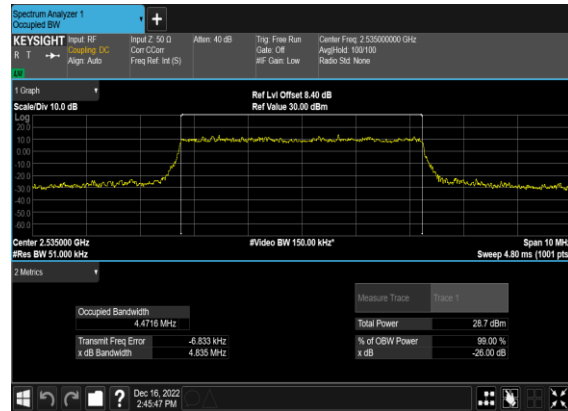 Spectrum Analyzer 1
Occupied BW
+
KEYSIGHT
R T
Input: RF
Coupling: DC
Align: Auto
Input Z: 50 Ω
Corr CCorr
Freq Ref: Int (S)
Atten: 40 dB
Trig: Free Run
Gate: Off
#IF Gain: Low
Center Freq: 2.535000000 GHz
Avg|Hold: 100/100
Radio Std: None
1 Graph
Scale/Div 10.0 dB
Ref Lvl Offset 8.40 dB
Ref Value 30.00 dBm
Log
20.0
10.0
0.00
-10.0
-20.0
-30.0
-40.0
-50.0
-60.0
Center 2.535000 GHz
#Res BW 51.000 kHz
#Video BW 150.00 kHz*
Span 10 MHz
Sweep 4.80 ms (1001 pts
2 Metrics
Measure Trace Trace 1
Occupied Bandwidth
4.4716 MHz
Total Power 28.7 dBm
Transmit Freq Error -6.833 kHz
% of OBW Power 99.00 %
x dB Bandwidth 4.835 MHz
x dB -26.00 dB
?
Dec 16, 2022
2:45:47 PM